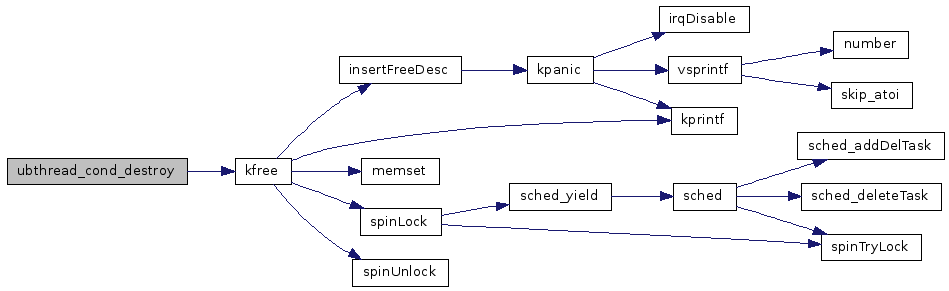 irqDisable
number
insertFreeDesc
kpanic
vsprintf
skip_atoi
kprintf
sched_addDelTask
ubthread_cond_destroy
kfree
memset
sched_yield
sched
sched_deleteTask
spinLock
spinTryLock
spinUnlock